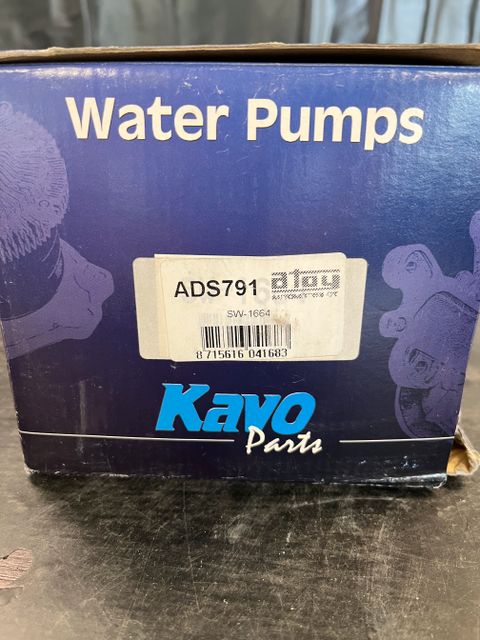 Water Pumps
ADS791
SW-1664
8 715616 041683
Kavo
Parts